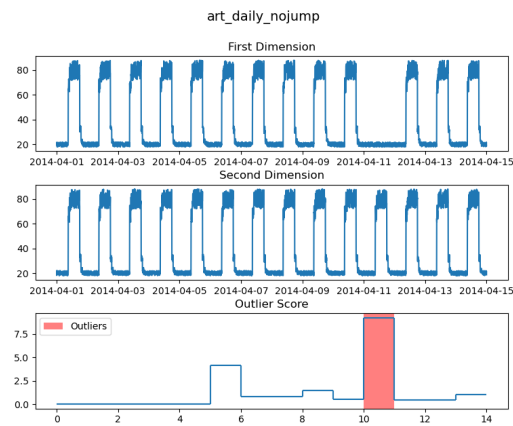 art_daily_nojump
First Dimension
80
60
40
20
2014-04-01 2014-04-03 2014-04-05 2014-04-07 2014-04-09 2014-04-11 2014-04-13 2014-04-15
Second Dimension
80
60
40
20
2014-04-01 2014-04-03 2014-04-05 2014-04-07 2014-04-09 2014-04-11 2014-04-13 2014-04-15
Outlier Score
Outliers
7.5
5.0
2.5
0.0
0 2 4 6 8 10 12 14